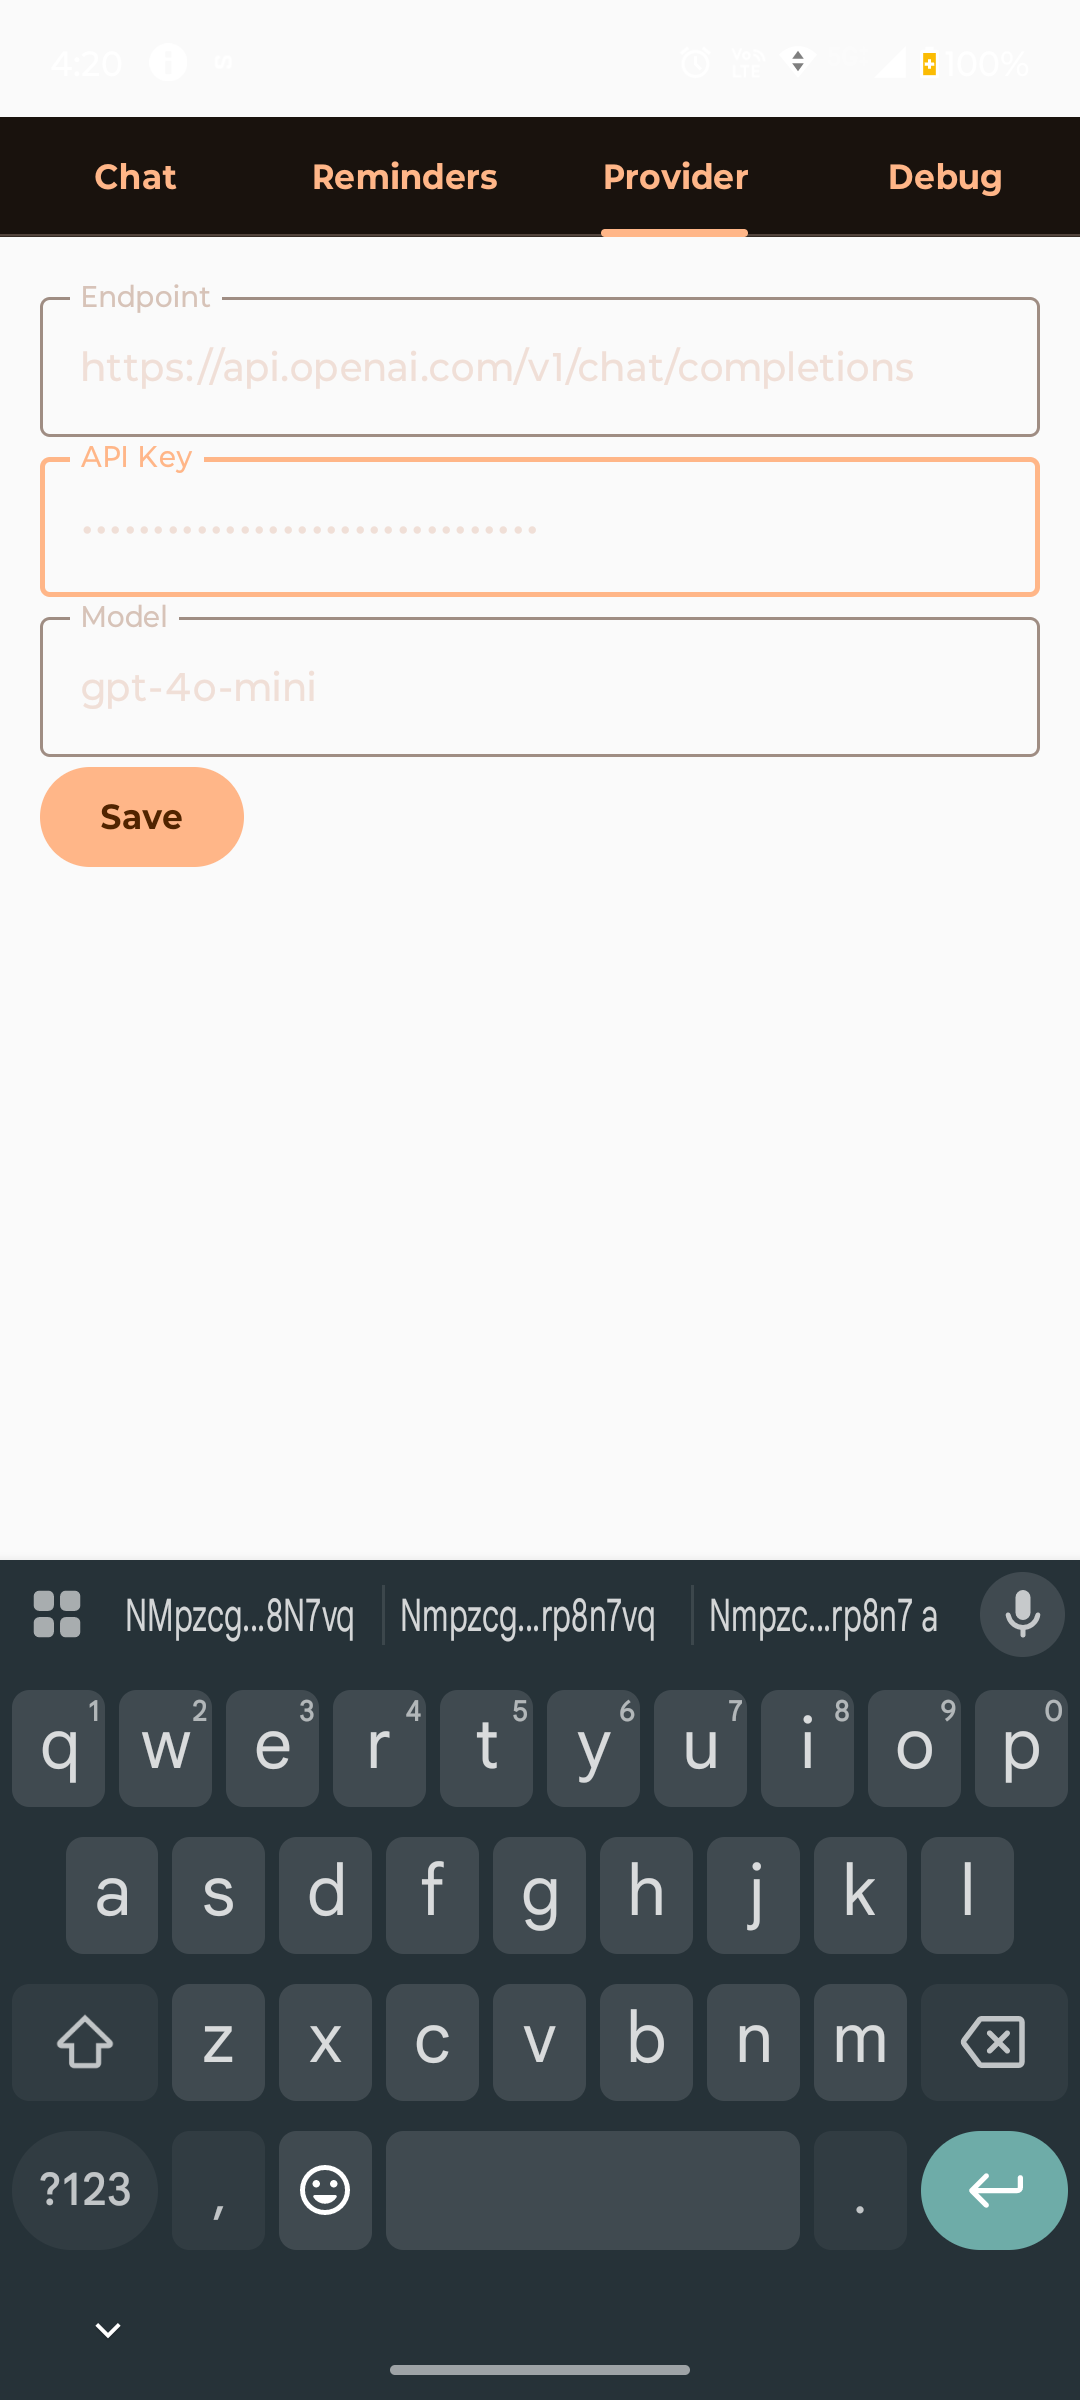 4:20
100%
Chat Reminders Provider Debug
Endpoint
https://api.openai.com/v1/chat/completions
API Key
••••••••••••••••••••••••••••••••
Model
gpt-4o-mini
Save
NMpzcg...8N7vq Nmpzcg...rp8n7vq Nmpzc...rp8n7 a
q 1 w 2 e 3 r 4 t 5 y 6 u 7 i 8 o 9 p 0
a s d f g h j k l
z x c v b n m
?123 , .